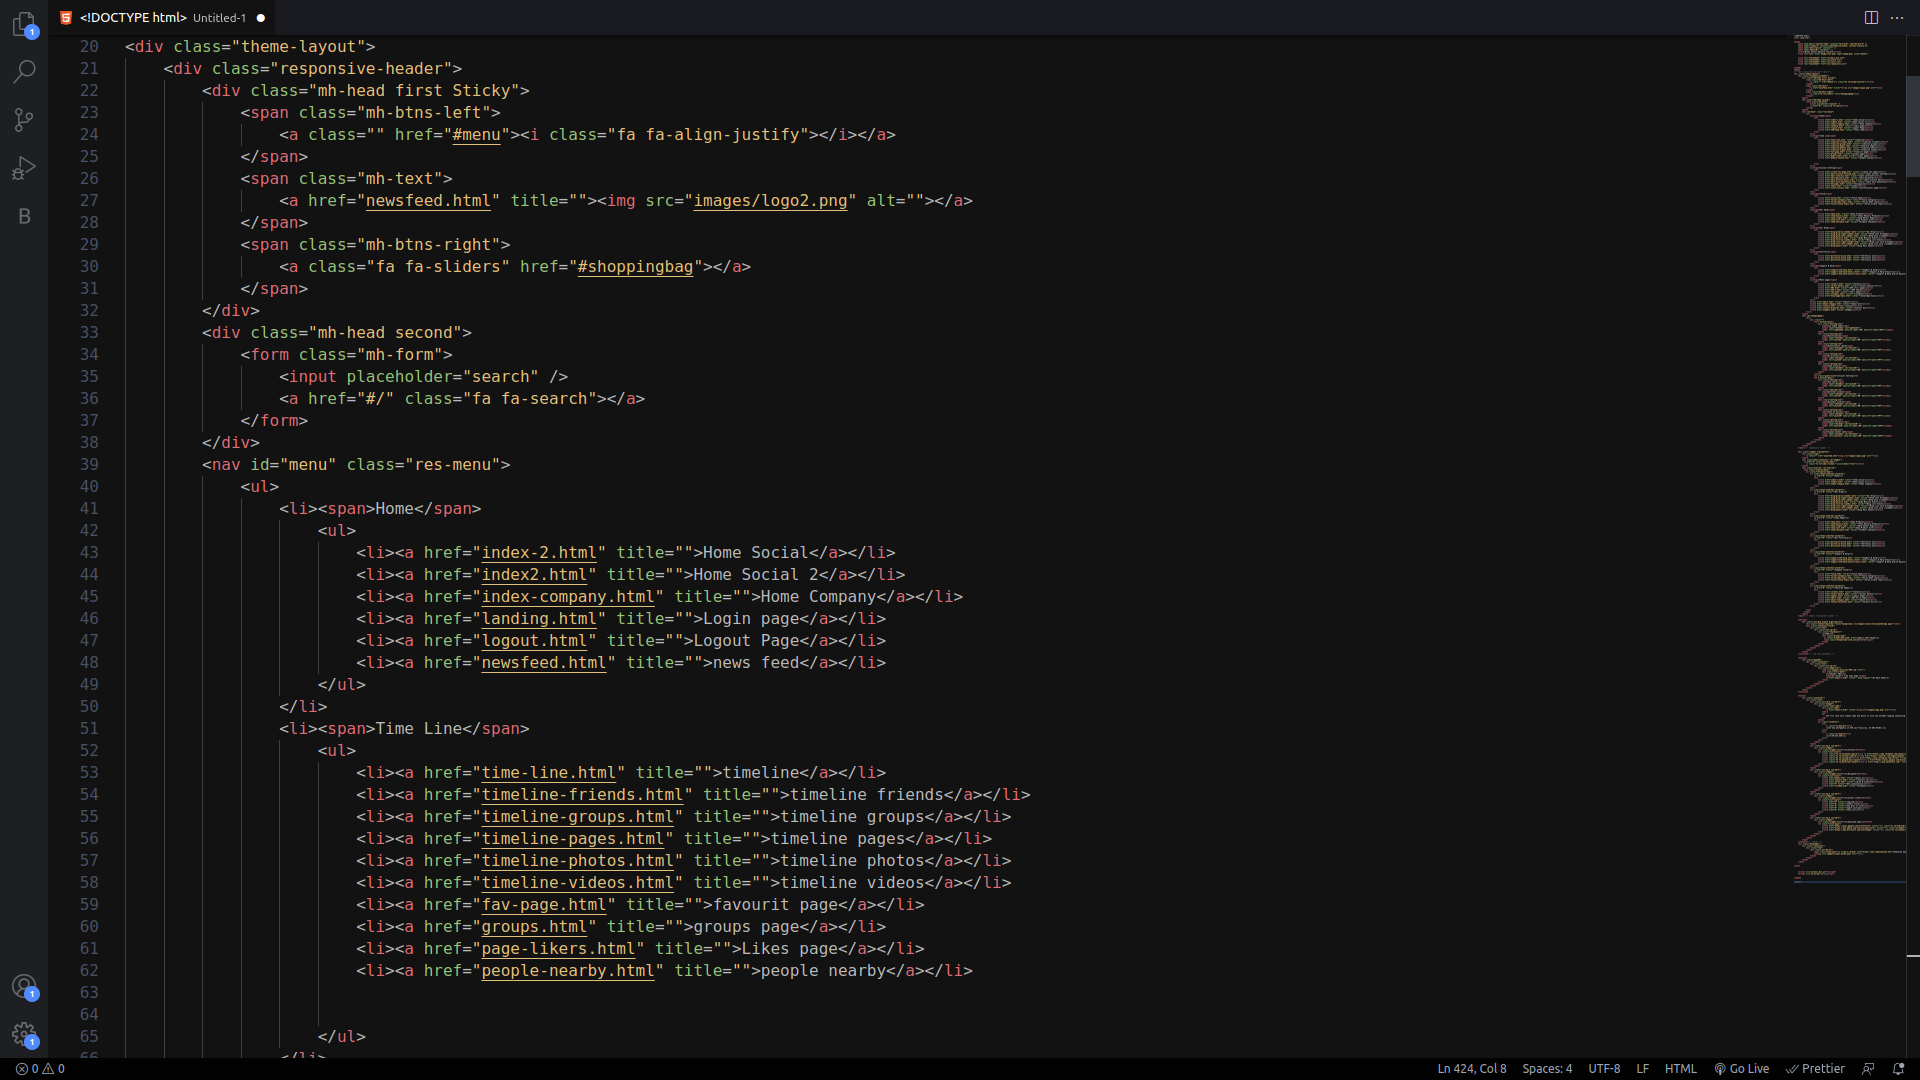 <!DOCTYPE html> Untitled-1
20 <div class="theme-layout">
21 <div class="responsive-header">
22 <div class="mh-head first Sticky">
23 <span class="mh-btns-left">
24 <a class="" href="#menu"><i class="fa fa-align-justify"></i></a>
25 </span>
26 <span class="mh-text">
27 <a href="newsfeed.html" title=""><img src="images/logo2.png" alt=""></a>
28 </span>
29 <span class="mh-btns-right">
30 <a class="fa fa-sliders" href="#shoppingbag"></a>
31 </span>
32 </div>
33 <div class="mh-head second">
34 <form class="mh-form">
35 <input placeholder="search" />
36 <a href="#/" class="fa fa-search"></a>
37 </form>
38 </div>
39 <nav id="menu" class="res-menu">
40 <ul>
41 <li><span>Home</span>
42 <ul>
43 <li><a href="index-2.html" title="">Home Social</a></li>
44 <li><a href="index2.html" title="">Home Social 2</a></li>
45 <li><a href="index-company.html" title="">Home Company</a></li>
46 <li><a href="landing.html" title="">Login page</a></li>
47 <li><a href="logout.html" title="">Logout Page</a></li>
48 <li><a href="newsfeed.html" title="">news feed</a></li>
49 </ul>
50 </li>
51 <li><span>Time Line</span>
52 <ul>
53 <li><a href="time-line.html" title="">timeline</a></li>
54 <li><a href="timeline-friends.html" title="">timeline friends</a></li>
55 <li><a href="timeline-groups.html" title="">timeline groups</a></li>
56 <li><a href="timeline-pages.html" title="">timeline pages</a></li>
57 <li><a href="timeline-photos.html" title="">timeline photos</a></li>
58 <li><a href="timeline-videos.html" title="">timeline videos</a></li>
59 <li><a href="fav-page.html" title="">favourit page</a></li>
60 <li><a href="groups.html" title="">groups page</a></li>
61 <li><a href="page-likers.html" title="">Likes page</a></li>
62 <li><a href="people-nearby.html" title="">people nearby</a></li>
63
64
65 </ul>
66 </li>
1
B
1
1
0 0 Ln 424, Col 8 Spaces: 4 UTF-8 LF HTML Go Live Prettier